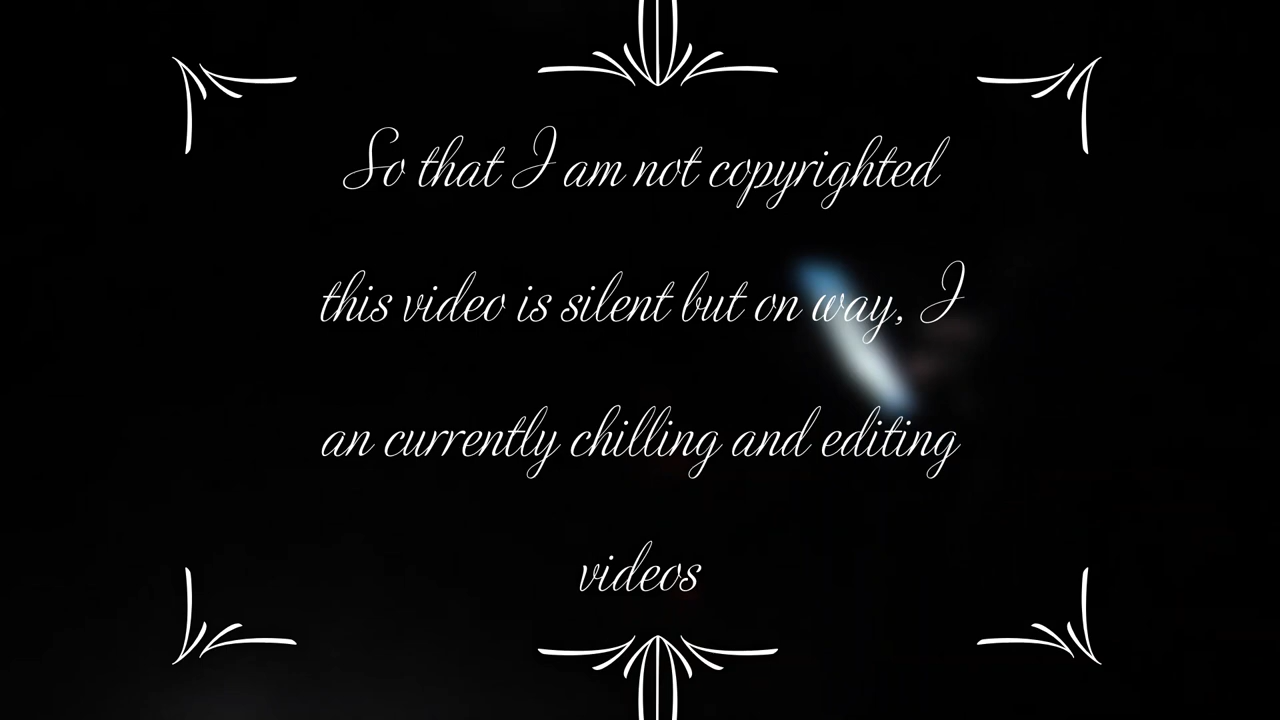 So that I am not copyrighted
this video is silent but on way, I
an currently chilling and editing
videos